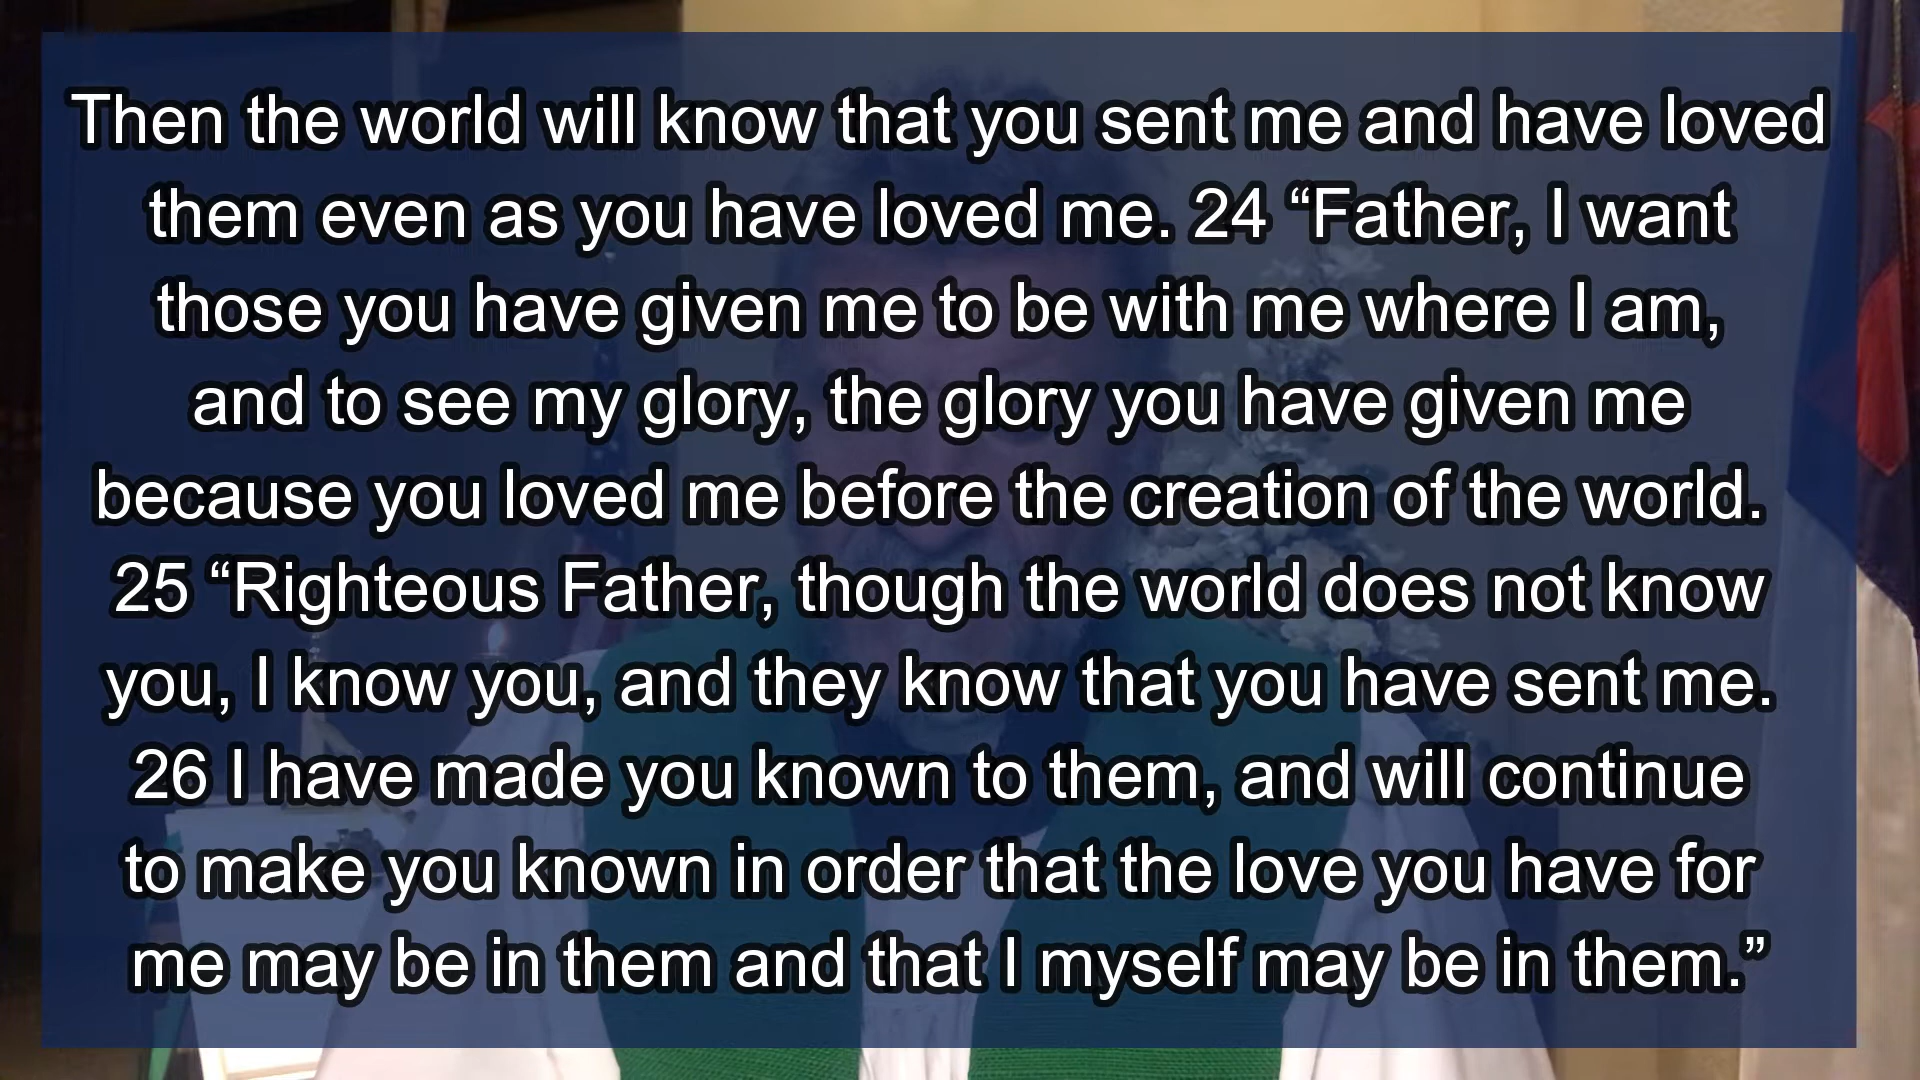 Then the world will know that you sent me and have loved
them even as you have loved me. 24 “Father, I want
those you have given me to be with me where I am,
and to see my glory, the glory you have given me
because you loved me before the creation of the world.
25 “Righteous Father, though the world does not know
you, I know you, and they know that you have sent me.
26 I have made you known to them, and will continue
to make you known in order that the love you have for
me may be in them and that I myself may be in them.”